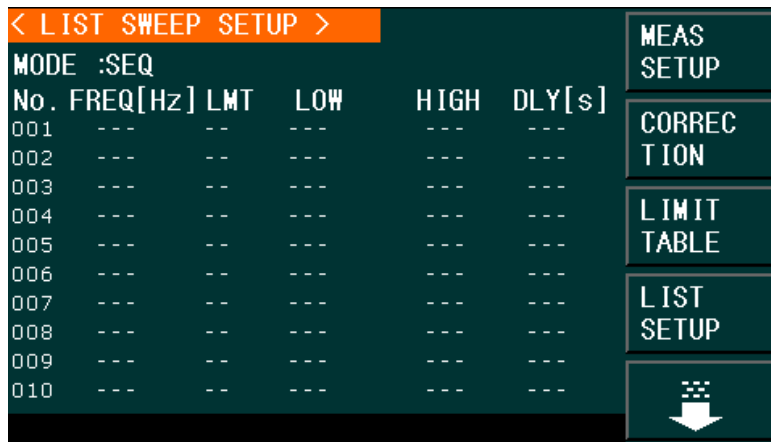 < LIST SWEEP SETUP >
MODE :SEQ
No. FREQ[Hz] LMT LOW HIGH DLY[s]
001 --- -- --- --- ---
002 --- -- --- --- ---
003 --- -- --- --- ---
004 --- -- --- --- ---
005 --- -- --- --- ---
006 --- -- --- --- ---
007 --- -- --- --- ---
008 --- -- --- --- ---
009 --- -- --- --- ---
010 --- -- --- --- ---
MEAS
SETUP
CORREC
TION
LIMIT
TABLE
LIST
SETUP